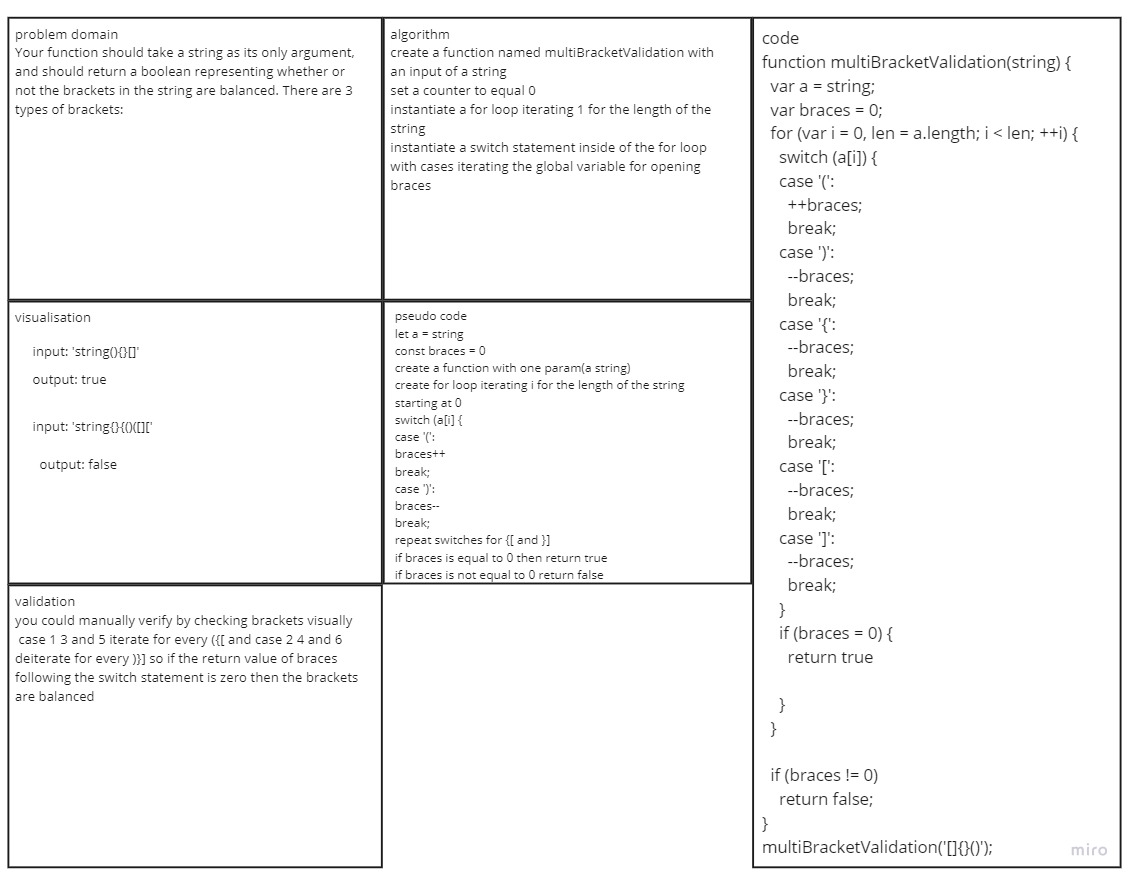 problem domain
Your function should take a string as its only argument,
and should return a boolean representing whether or
not the brackets in the string are balanced. There are 3
types of brackets:
algorithm
create a function named multiBracketValidation with
an input of a string
set a counter to equal 0
instantiate a for loop iterating 1 for the length of the
string
instantiate a switch statement inside of the for loop
with cases iterating the global variable for opening
braces
visualisation
input: 'string(){}[]'
output: true
input: 'string{}{()([]['
output: false
pseudo code
let a = string
const braces = 0
create a function with one param(a string)
create for loop iterating i for the length of the string
starting at 0
switch (a[i] {
case '(':
braces++
break;
case ')':
braces--
break;
repeat switches for {[ and }]
if braces is equal to 0 then return true
if braces is not equal to 0 return false
validation
you could manually verify by checking brackets visually
case 1 3 and 5 iterate for every ({[ and case 2 4 and 6
deiterate for every )}] so if the return value of braces
following the switch statement is zero then the brackets
are balanced
code
function multiBracketValidation(string) {
var a = string;
var braces = 0;
for (var i = 0, len = a.length; i < len; ++i) {
switch (a[i]) {
case '(':
++braces;
break;
case ')':
--braces;
break;
case '{':
--braces;
break;
case '}':
--braces;
break;
case '[':
--braces;
break;
case ']':
--braces;
break;
}
if (braces = 0) {
return true
}
}
if (braces != 0)
return false;
}
multiBracketValidation('[]{}()');
miro